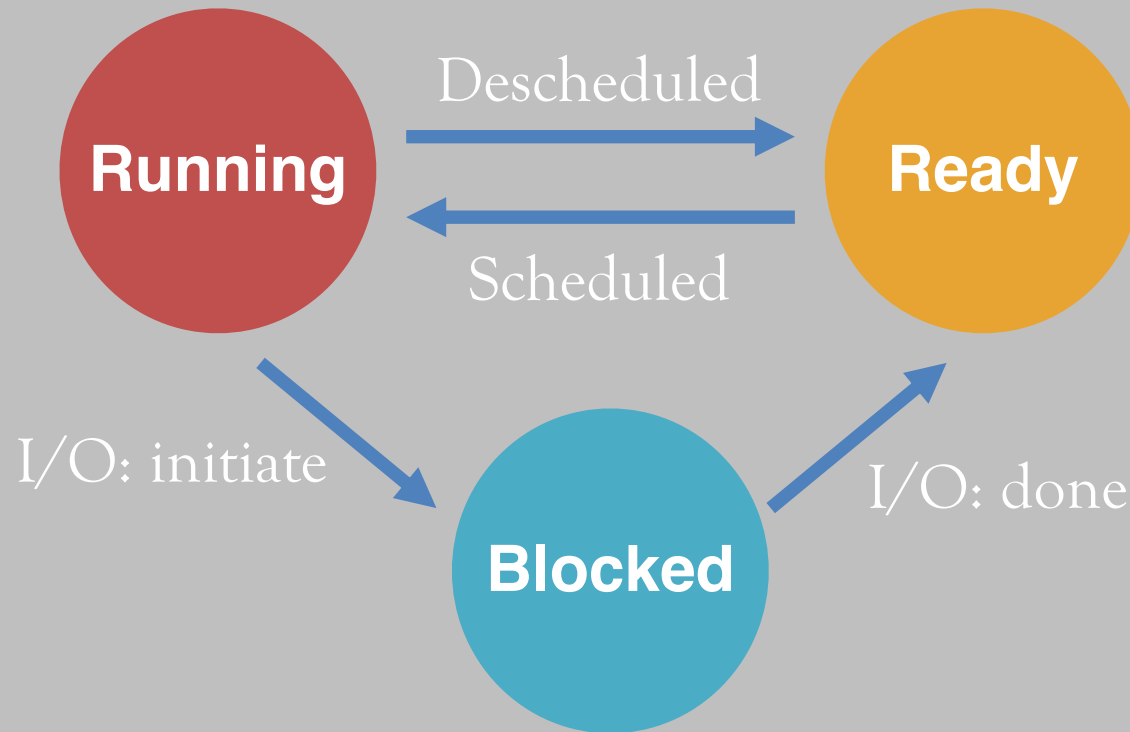 Descheduled
Running
Ready
Scheduled
I/O: initiate
I/O: done
Blocked